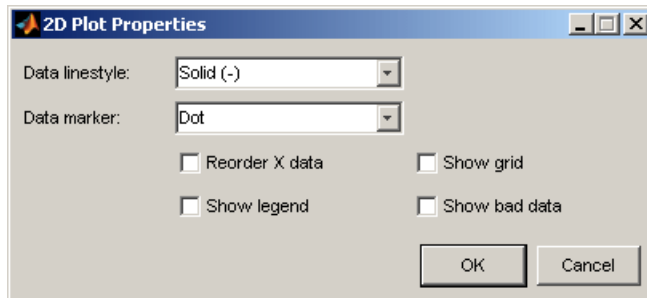 2D Plot Properties
Data linestyle: Solid (-)
Data marker: Dot
Reorder X data Show grid
Show legend Show bad data
OK Cancel